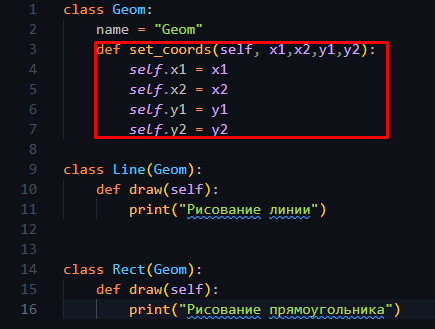 1 class Geom:
2     name = "Geom"
3     def set_coords(self, x1,x2,y1,y2):
4         self.x1 = x1
5         self.x2 = x2
6         self.y1 = y1
7         self.y2 = y2
8
9 class Line(Geom):
10     def draw(self):
11         print("Рисование линии")
12
13
14 class Rect(Geom):
15     def draw(self):
16         print("Рисование прямоугольника")